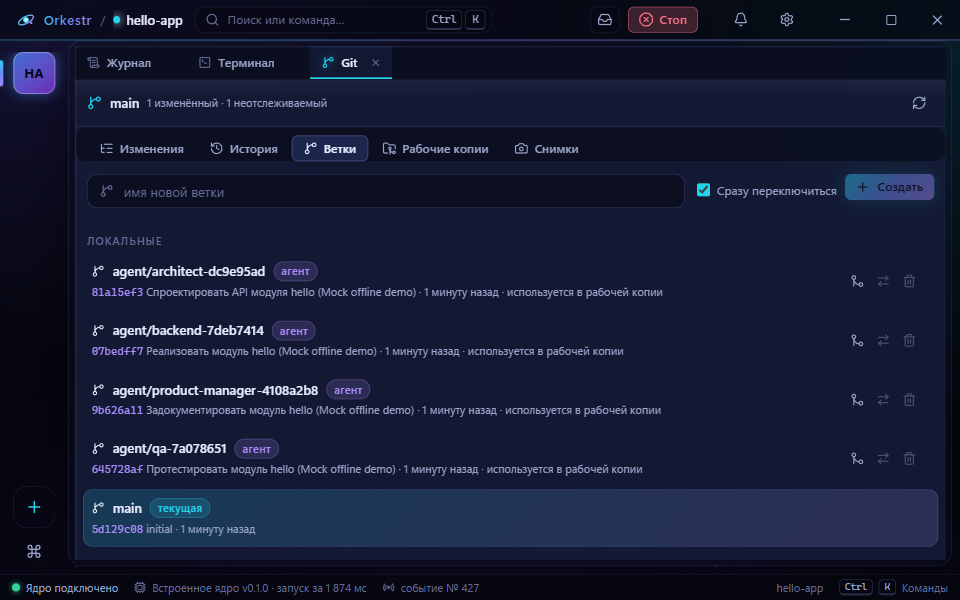 Orkestr / hello-app Поиск или команда... Ctrl K Стоп
HA
Журнал Терминал Git
main 1 изменённый · 1 неотслеживаемый
Изменения История Ветки Рабочие копии Снимки
имя новой ветки Сразу переключиться Создать
ЛОКАЛЬНЫЕ
agent/architect-dc9e95ad агент
81a15ef3 Спроектировать API модуля hello (Mock offline demo) · 1 минуту назад · используется в рабочей копии
agent/backend-7deb7414 агент
07bedff7 Реализовать модуль hello (Mock offline demo) · 1 минуту назад · используется в рабочей копии
agent/product-manager-4108a2b8 агент
9b626a11 Задокументировать модуль hello (Mock offline demo) · 1 минуту назад · используется в рабочей копии
agent/qa-7a078651 агент
645728af Протестировать модуль hello (Mock offline demo) · 1 минуту назад · используется в рабочей копии
main текущая
5d129c08 initial · 1 минуту назад
Ядро подключено Встроенное ядро v0.1.0 · запуск за 1 874 мс событие № 427 hello-app Ctrl K Команды